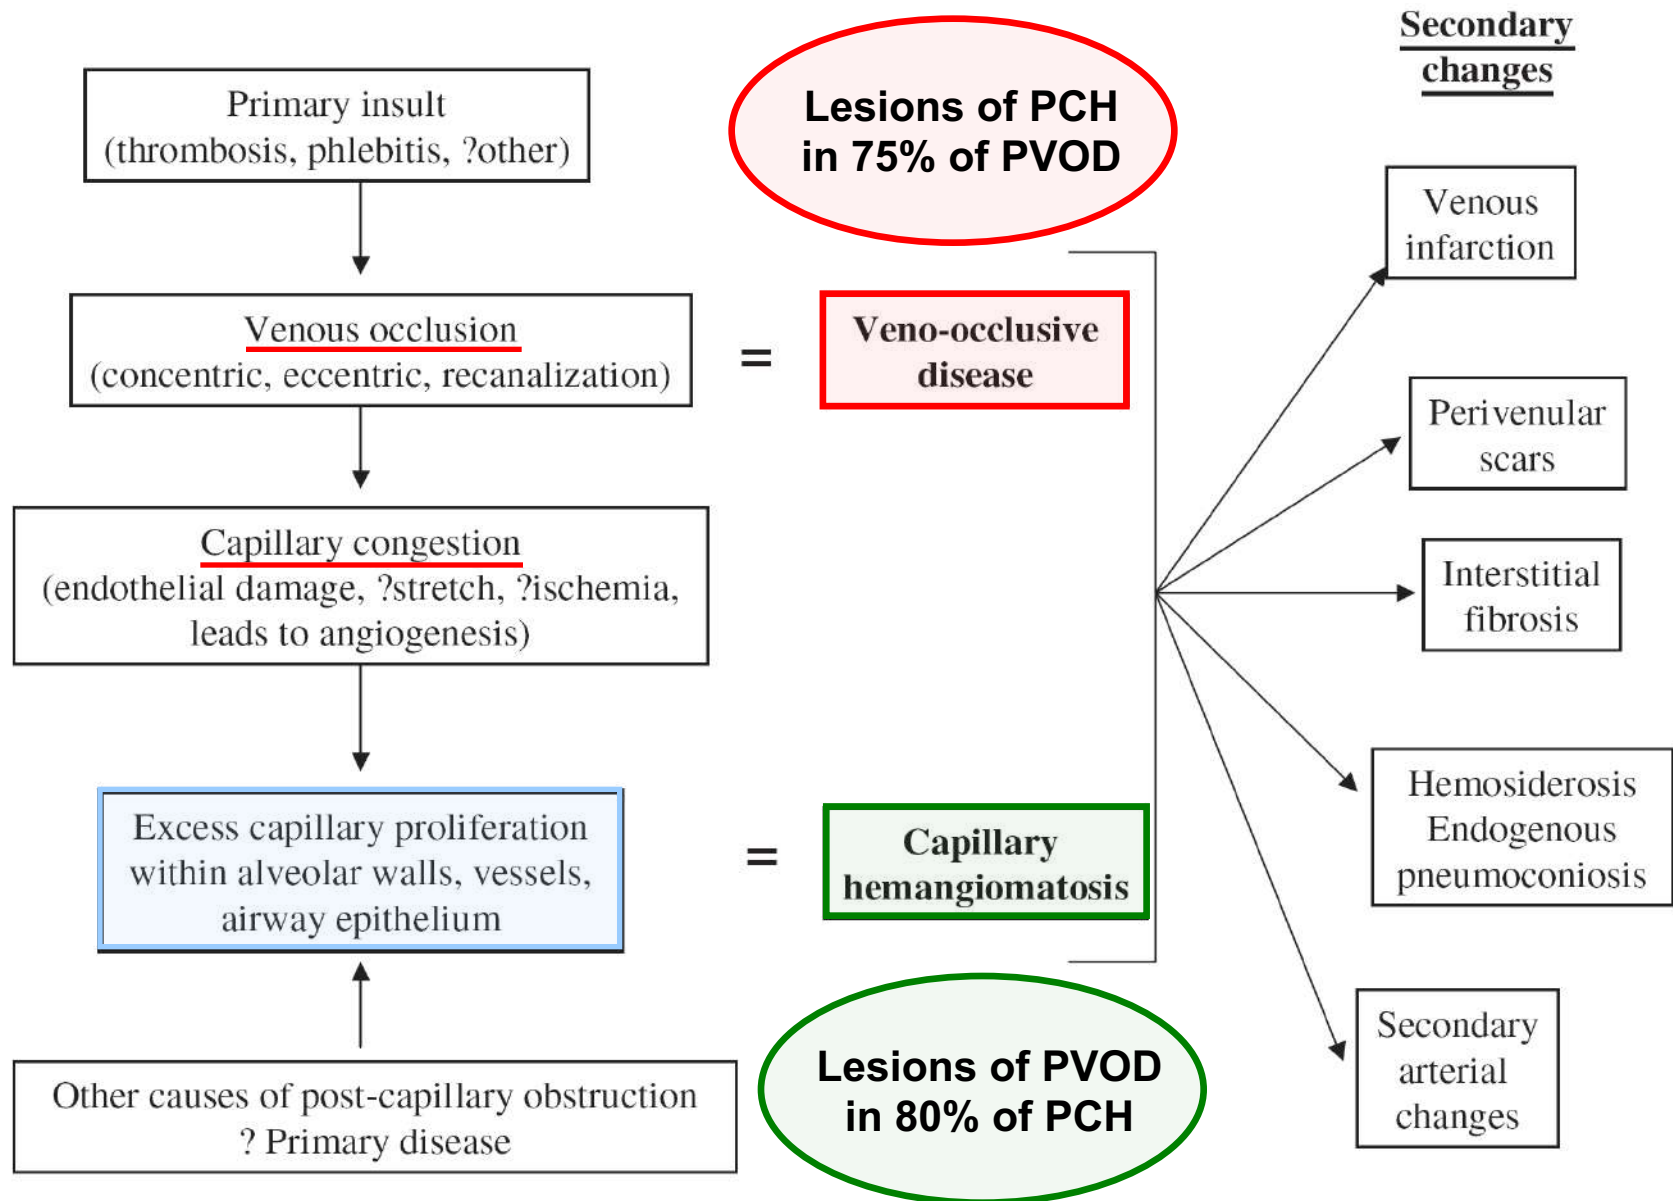 Primary insult
(thrombosis, phlebitis, ?other)
Venous occlusion
(concentric, eccentric, recanalization)
Capillary congestion
(endothelial damage, ?stretch, ?ischemia,
leads to angiogenesis)
Excess capillary proliferation
within alveolar walls, vessels,
airway epithelium
Other causes of post-capillary obstruction
? Primary disease
Lesions of PCH
in 75% of PVOD
=
Veno-occlusive
disease
=
Capillary
hemangiomatosis
Lesions of PVOD
in 80% of PCH
Secondary
changes
Venous
infarction
Perivenular
scars
Interstitial
fibrosis
Hemosiderosis
Endogenous
pneumoconiosis
Secondary
arterial
changes